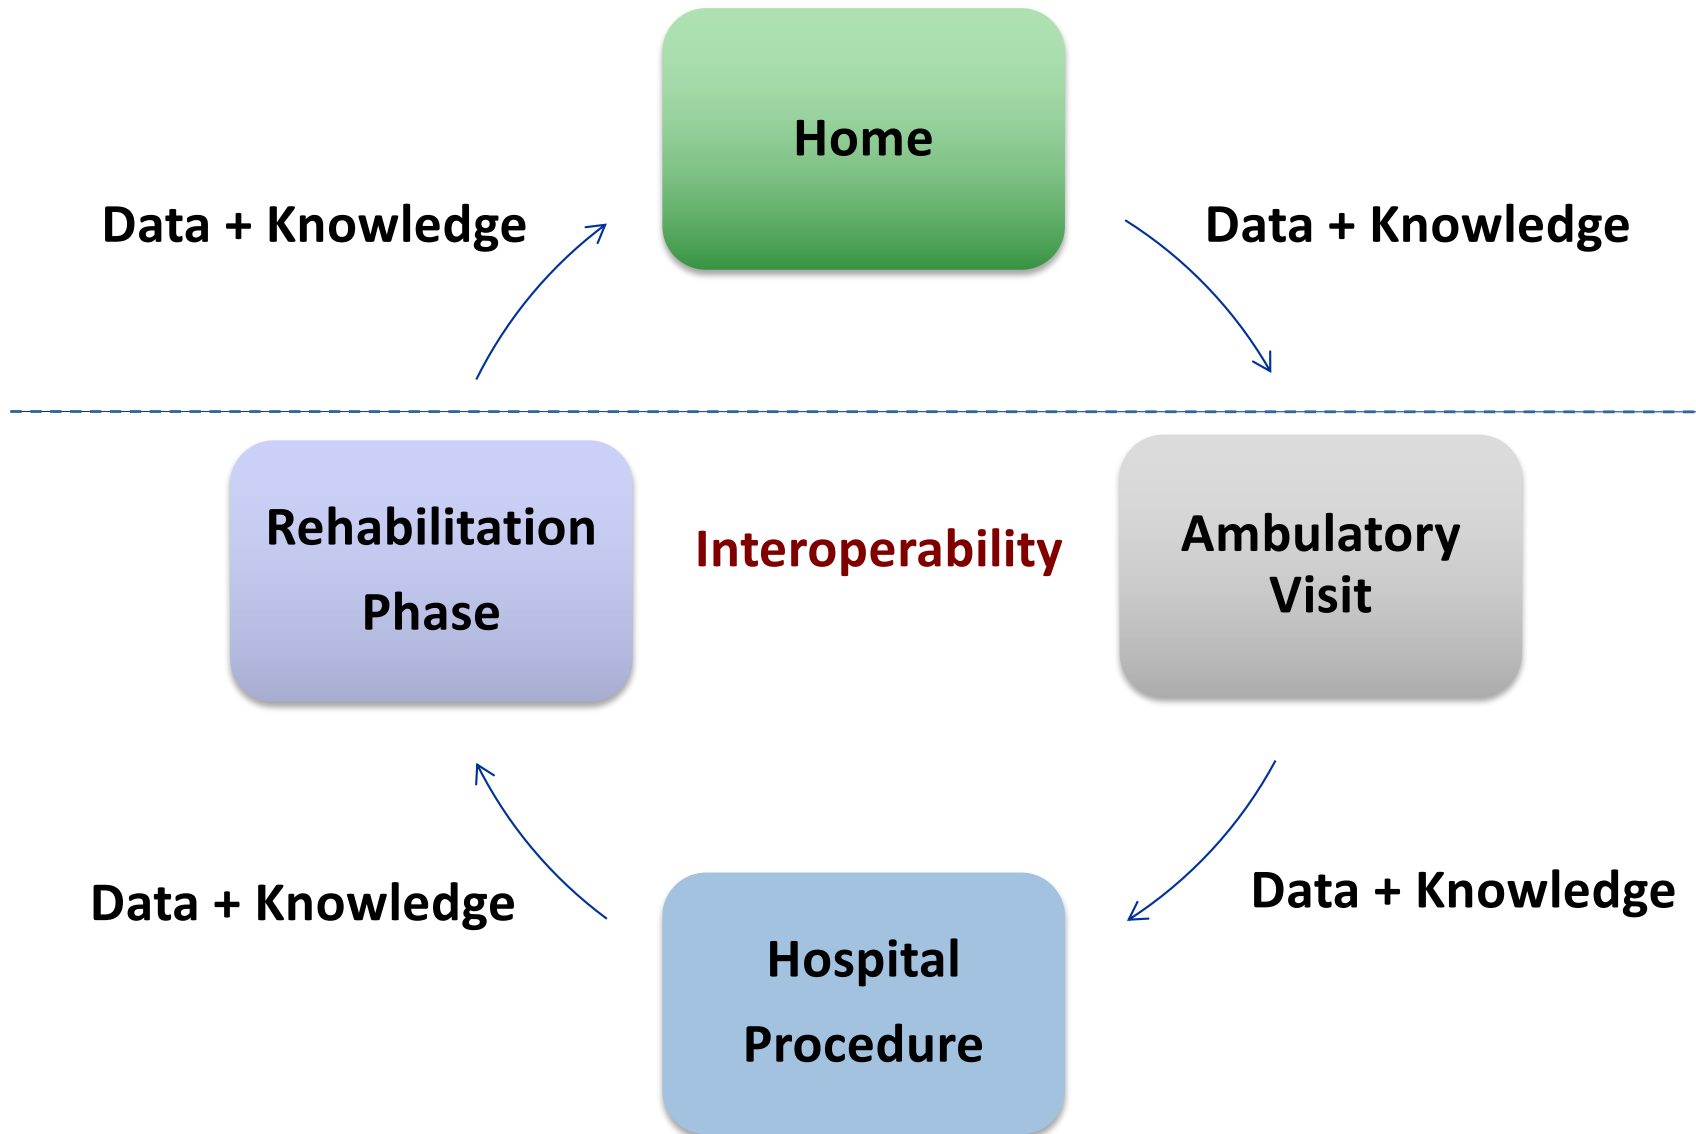 Home
Data + Knowledge
Data + Knowledge
Rehabilitation
Phase
Interoperability
Ambulatory
Visit
Data + Knowledge
Data + Knowledge
Hospital
Procedure